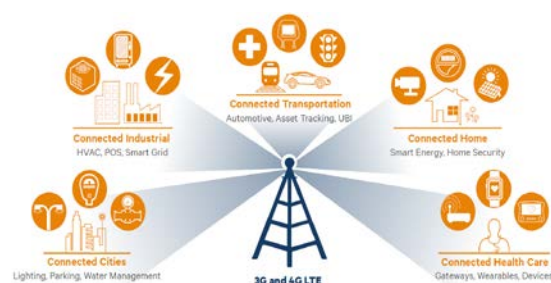 Connected Transportation
Automotive, Asset Tracking, UBI
Connected Industrial
HVAC, POS, Smart Grid
Connected Home
Smart Energy, Home Security
Connected Cities
Lighting, Parking, Water Management
Connected Health Care
Gateways, Wearables, Devices
3G and 4G LTE